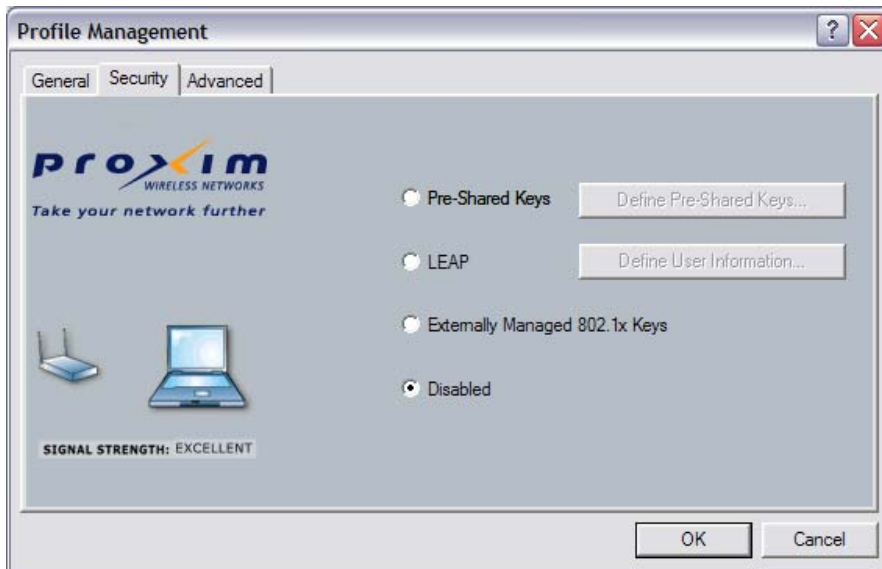 Profile Management
General Security Advanced
proxim
WIRELESS NETWORKS
Take your network further
Pre-Shared Keys Define Pre-Shared Keys...
LEAP Define User Information...
Externally Managed 802.1x Keys
Disabled
SIGNAL STRENGTH: EXCELLENT
OK Cancel